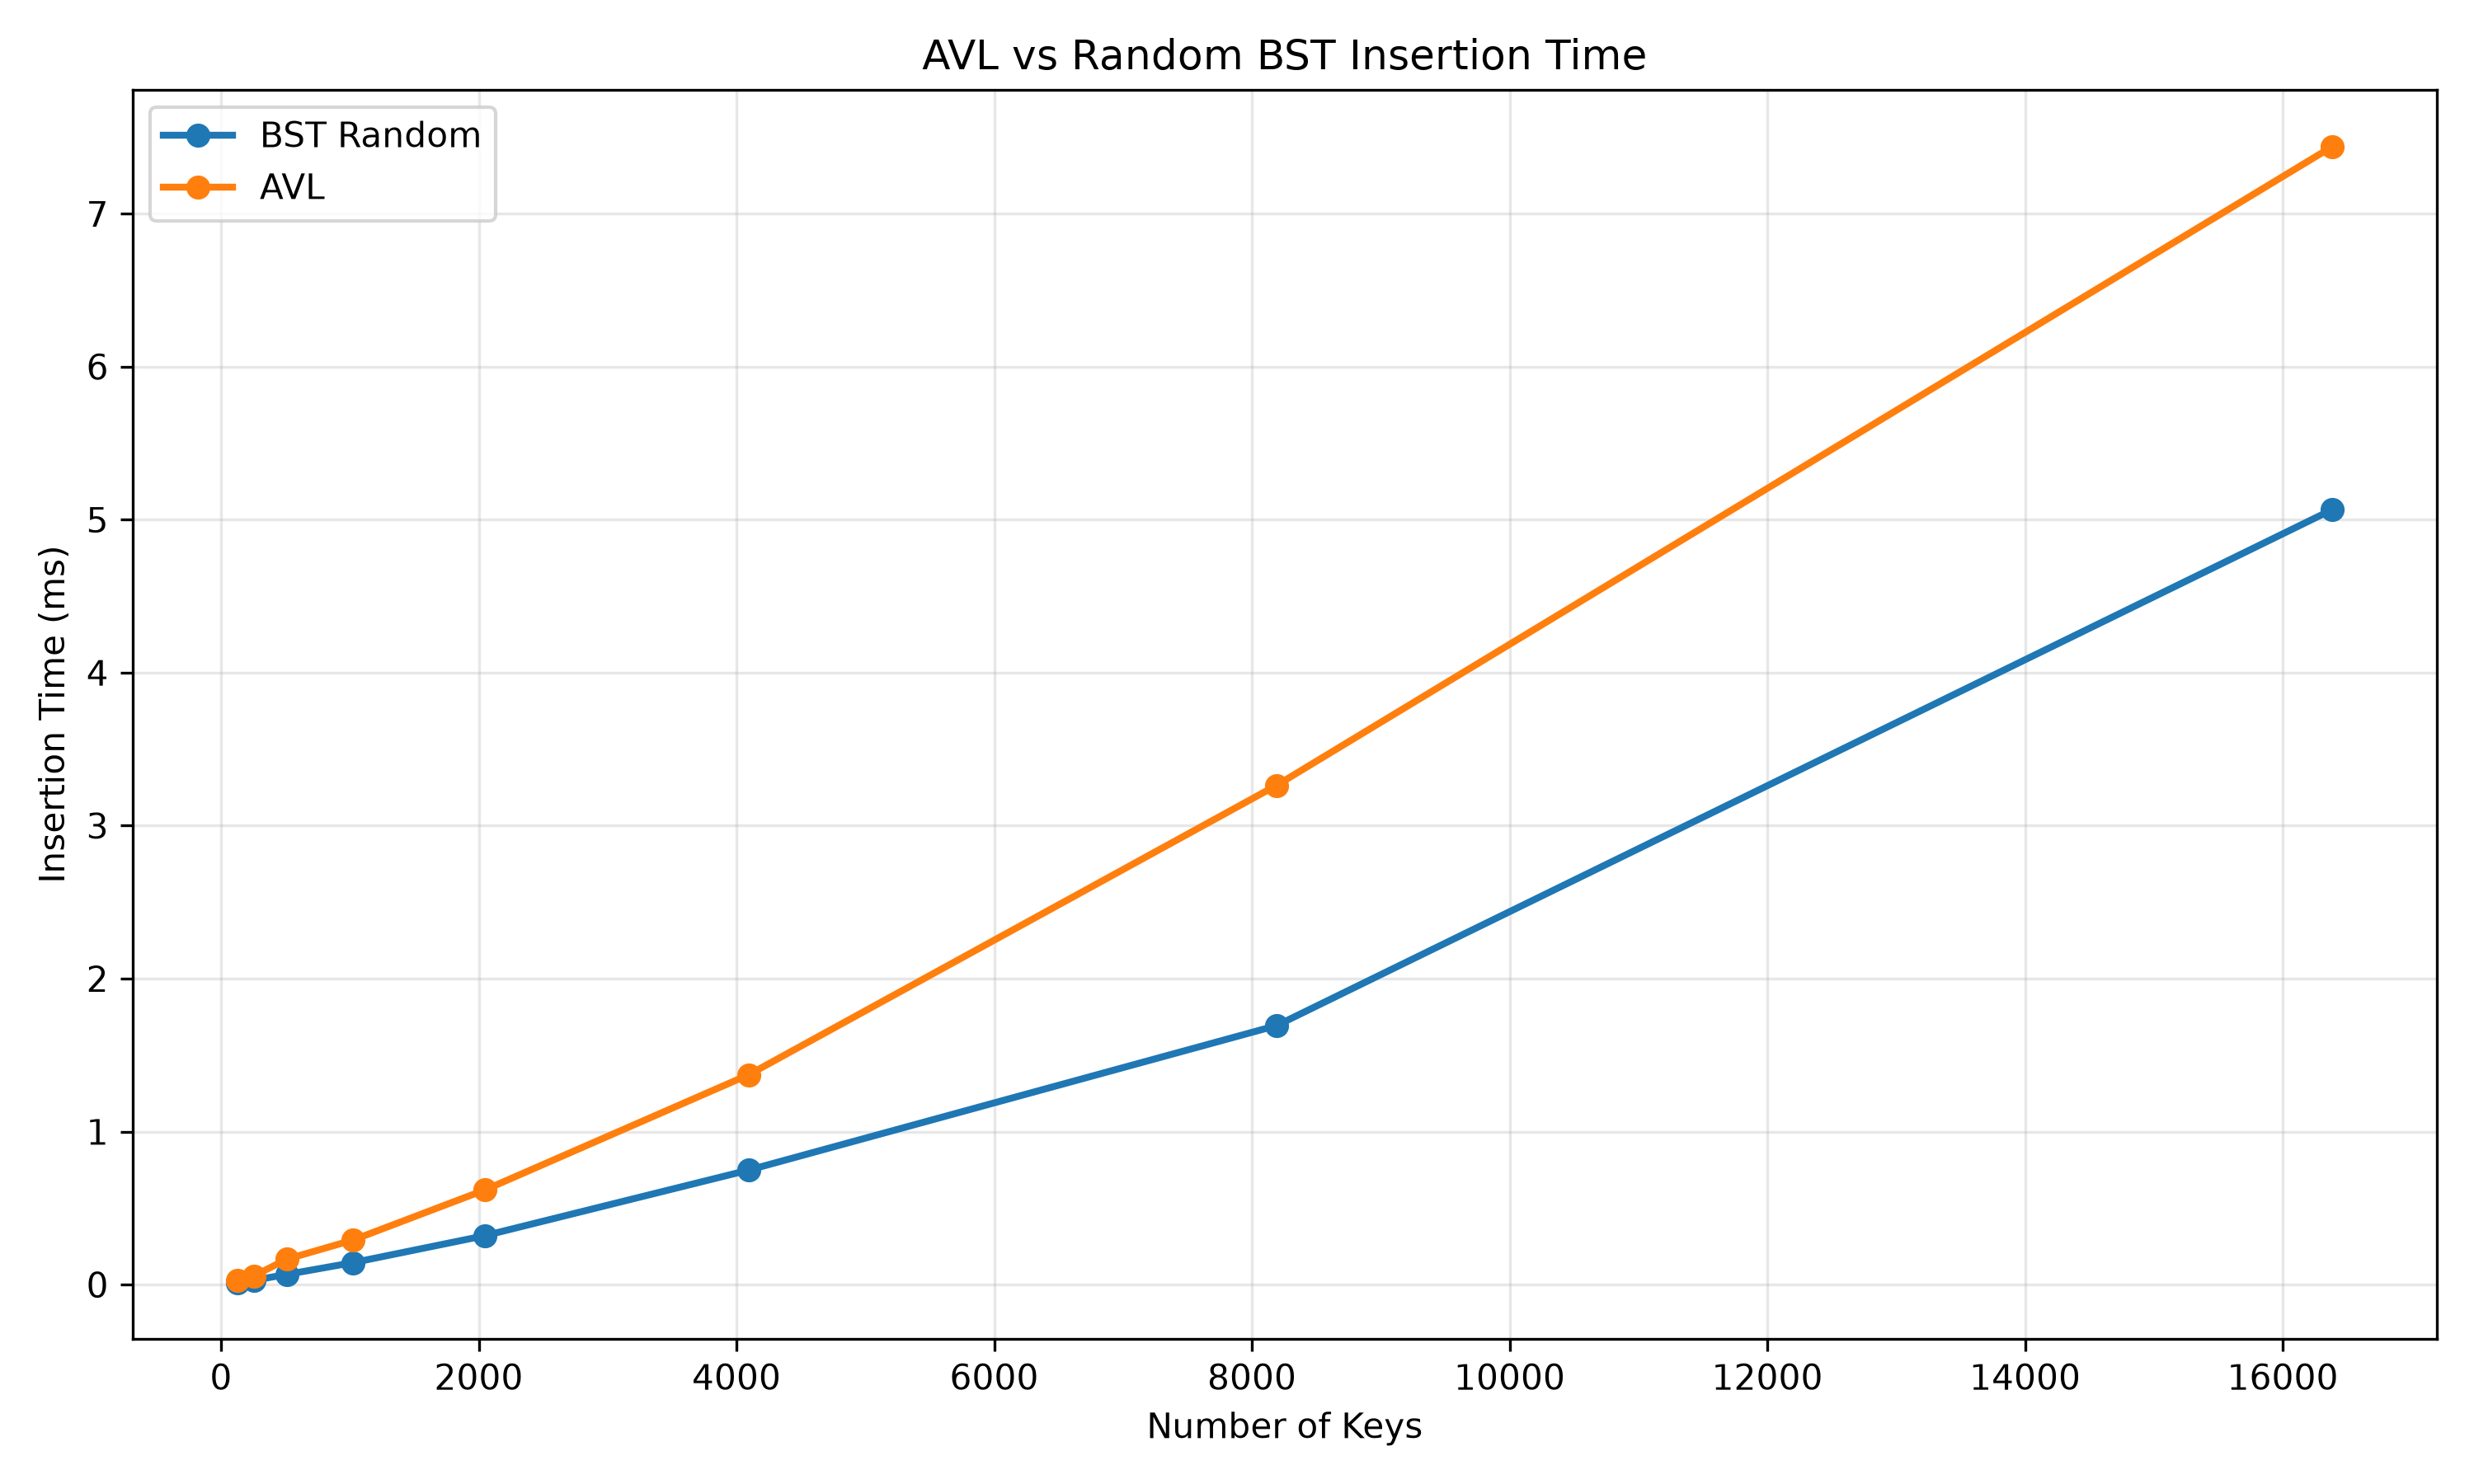 AVL vs Random BST Insertion Time
BST Random
AVL
Insertion Time (ms)
7
6
5
4
3
2
1
0
0 2000 4000 6000 8000 10000 12000 14000 16000
Number of Keys